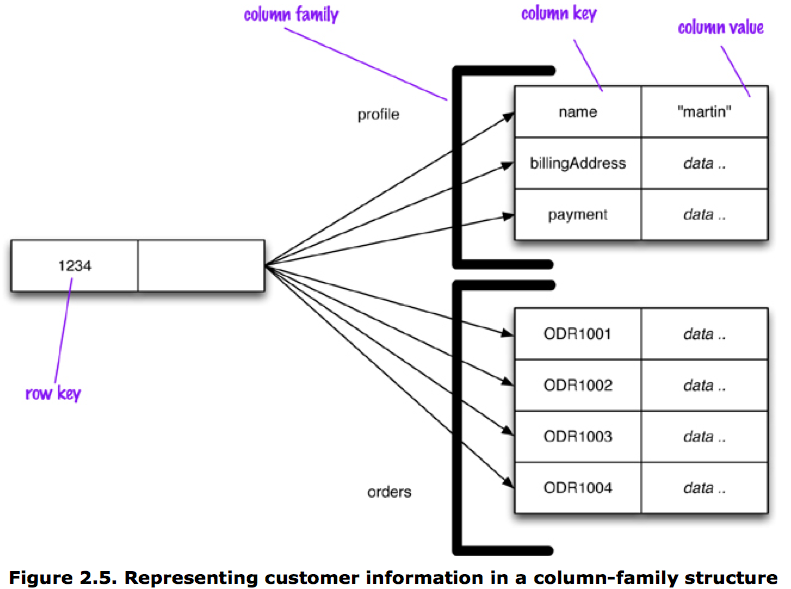 column family
column key
column value
profile
name
"martin"
billingAddress
data ..
payment
data ..
1234
row key
ODR1001
data ..
ODR1002
data ..
ODR1003
data ..
orders
ODR1004
data ..
Figure 2.5. Representing customer information in a column-family structure